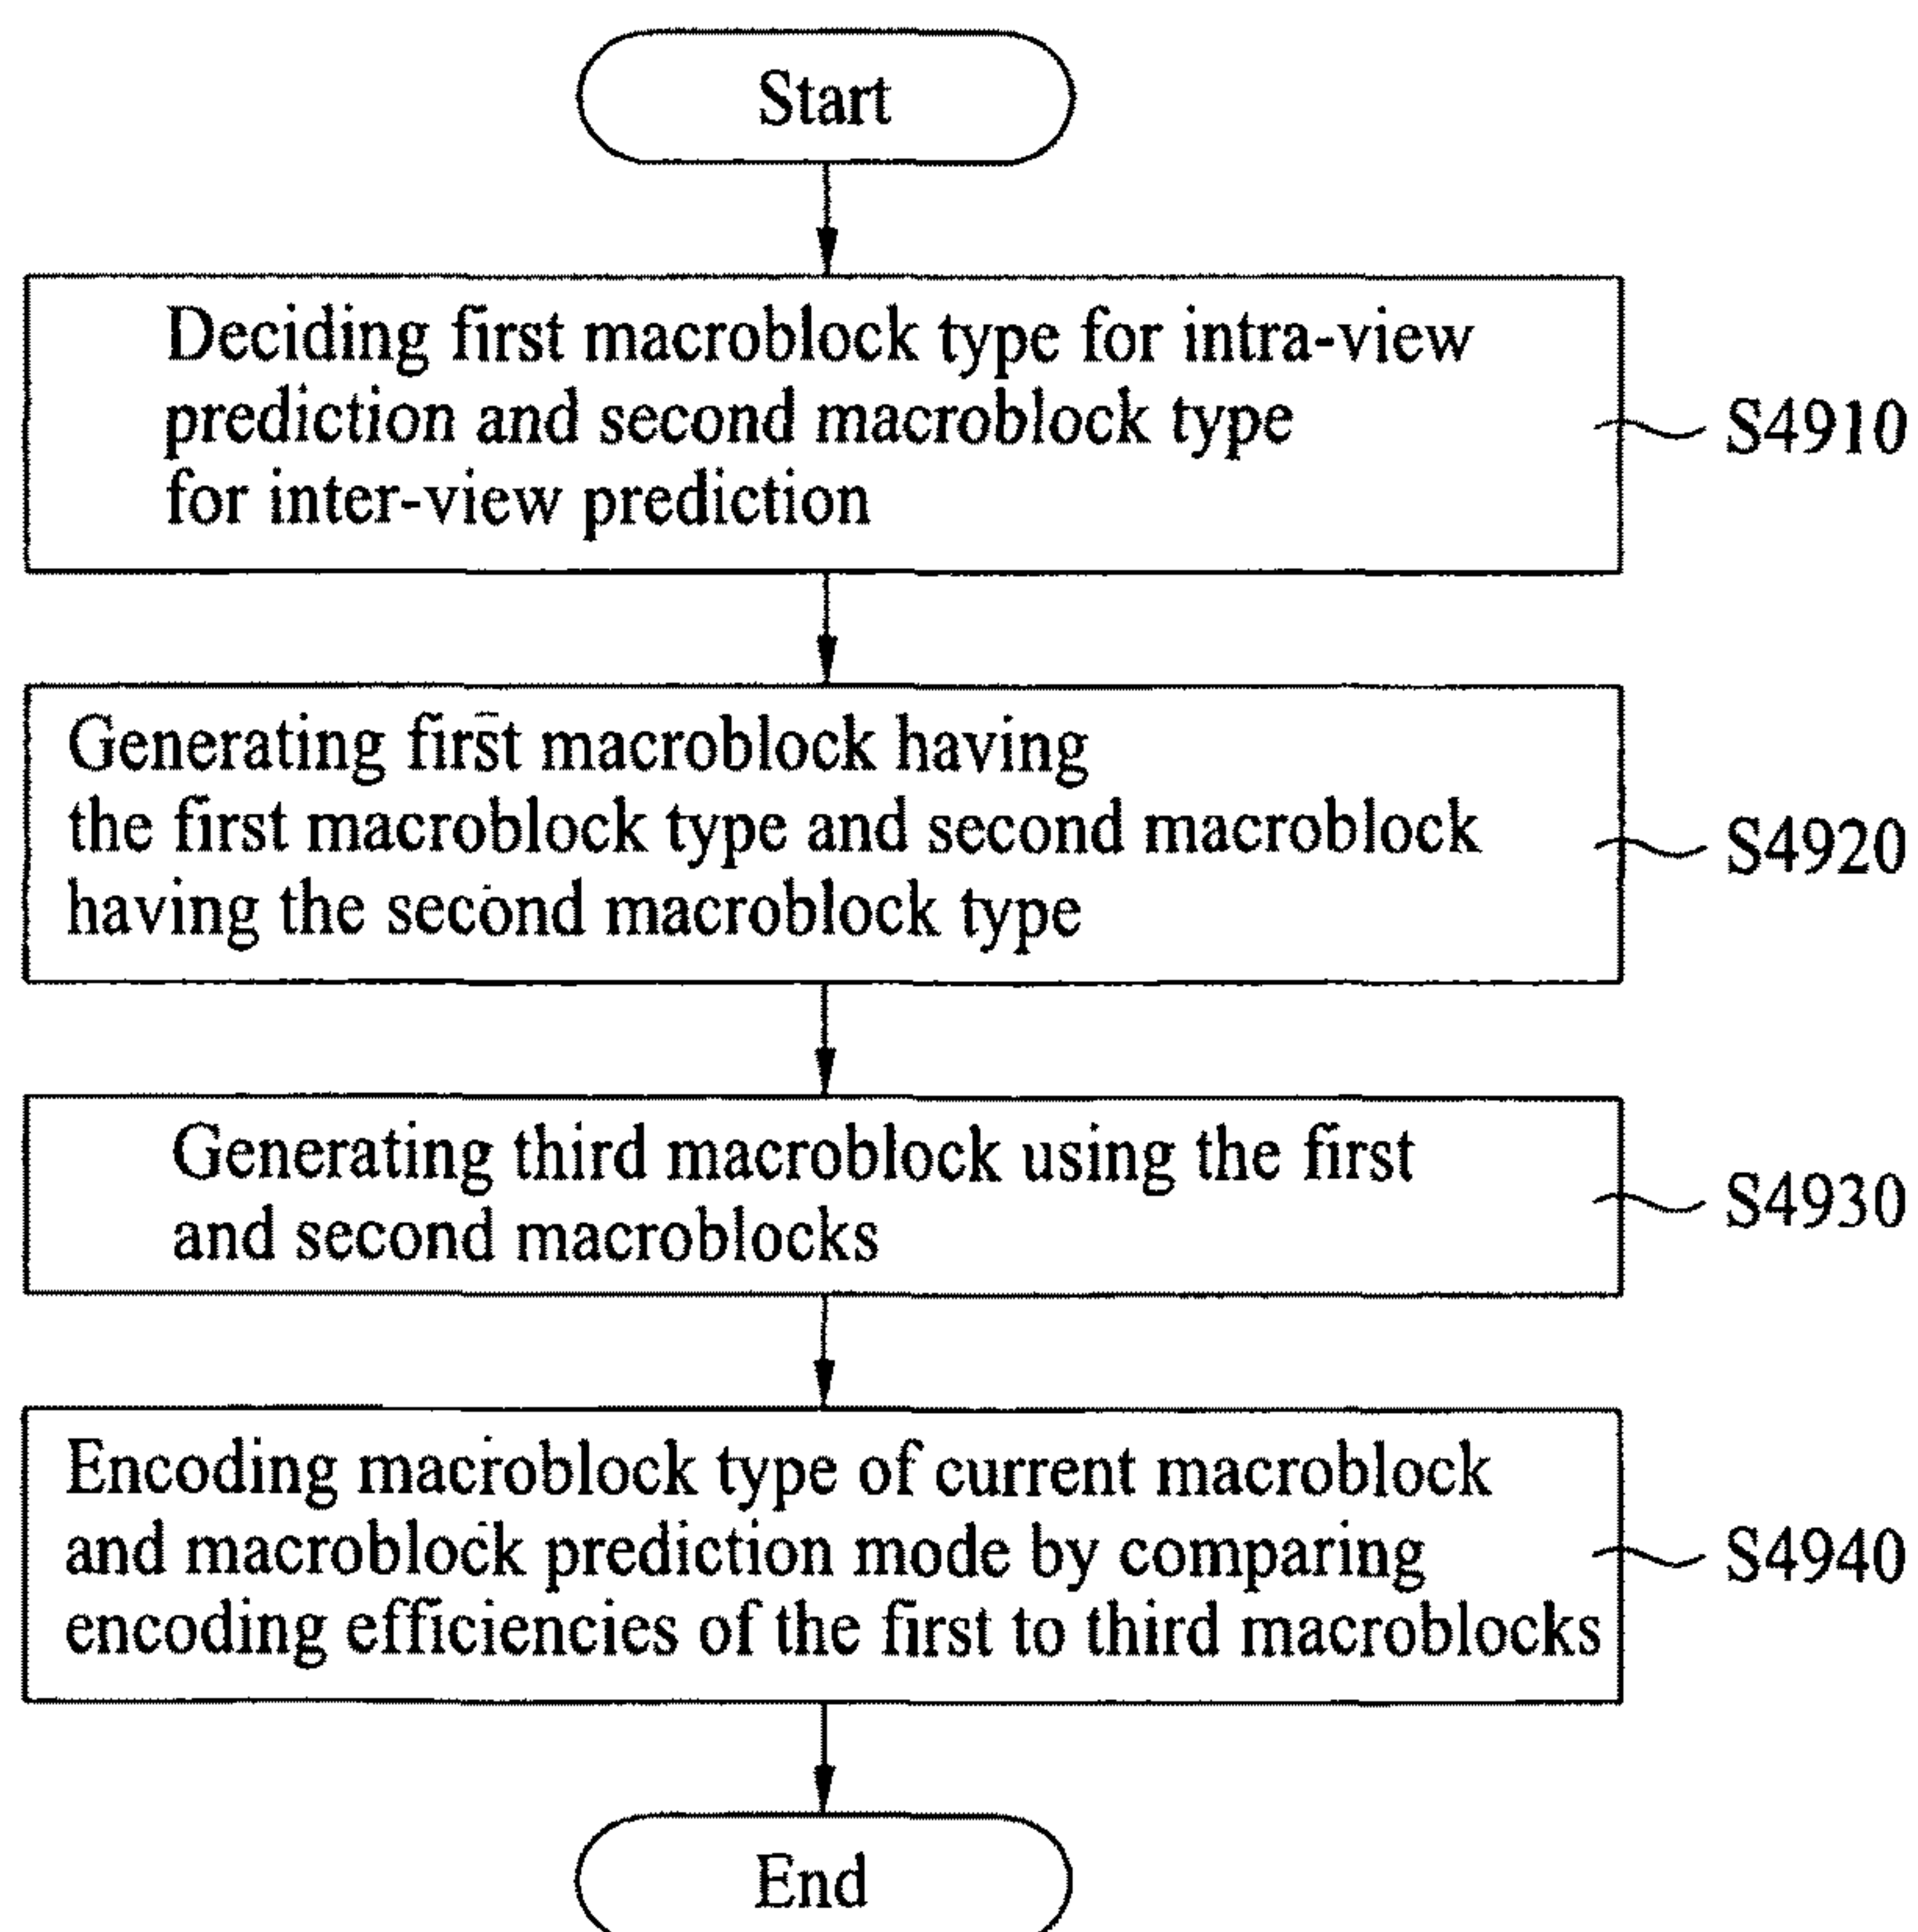 Start
Deciding first macroblock type for intra-view
prediction and second macroblock type
for inter-view prediction
S4910
Generating first macroblock having
the first macroblock type and second macroblock
having the second macroblock type
S4920
Generating third macroblock using the first
and second macroblocks
S4930
Encoding macroblock type of current macroblock
and macroblock prediction mode by comparing
encoding efficiencies of the first to third macroblocks
S4940
End